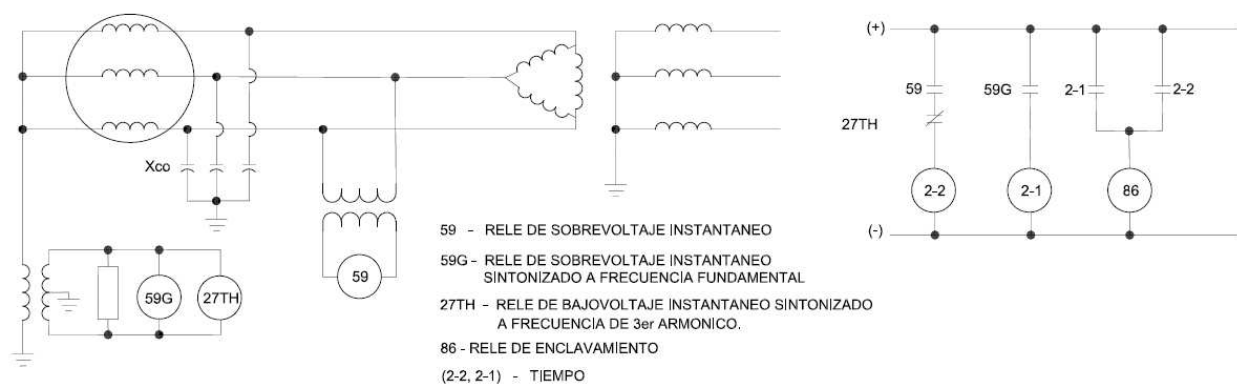 Xco
59G
27TH
59
59 - RELE DE SOBREVOLTAJE INSTANTANEO
59G - RELE DE SOBREVOLTAJE INSTANTANEO
SINTONIZADO A FRECUENCIA FUNDAMENTAL
27TH - RELE DE BAJOVOLTAJE INSTANTANEO SINTONIZADO
A FRECUENCIA DE 3er ARMONICO.
86 - RELE DE ENCLAVAMIENTO
(2-2, 2-1) - TIEMPO
(+)
59
59G
2-1
2-2
27TH
2-2
2-1
86
(-)